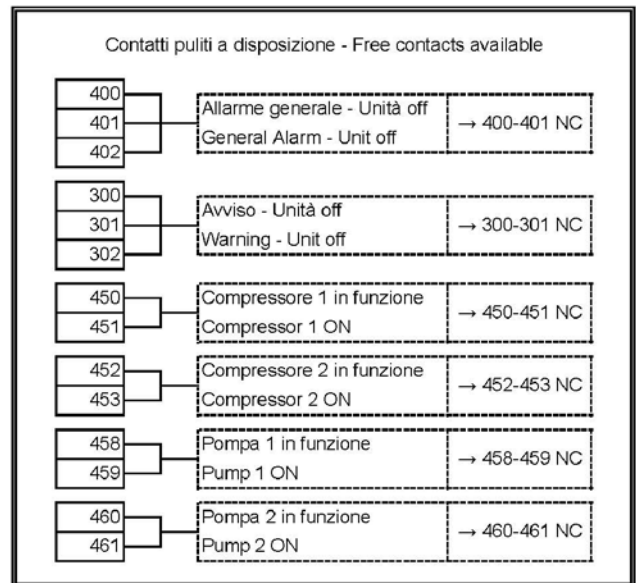 Contatti puliti a disposizione - Free contacts available
400
401
402
Allarme generale - Unità off
General Alarm - Unit off
→ 400-401 NC
300
301
302
Avviso - Unità off
Warning - Unit off
→ 300-301 NC
450
451
Compressore 1 in funzione
Compressor 1 ON
→ 450-451 NC
452
453
Compressore 2 in funzione
Compressor 2 ON
→ 452-453 NC
458
459
Pompa 1 in funzione
Pump 1 ON
→ 458-459 NC
460
461
Pompa 2 in funzione
Pump 2 ON
→ 460-461 NC